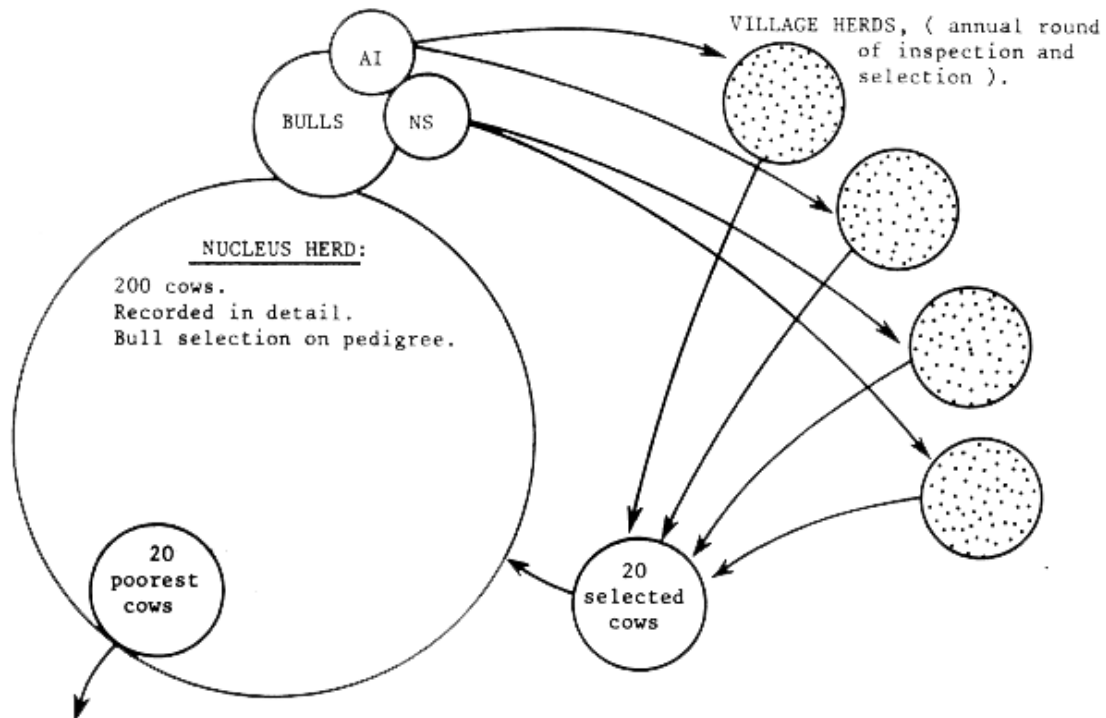 VILLAGE HERDS, ( annual round
of inspection and
selection ).
AI
BULLS
NS
NUCLEUS HERD:
200 cows.
Recorded in detail.
Bull selection on pedigree.
20
poorest
cows
20
selected
cows